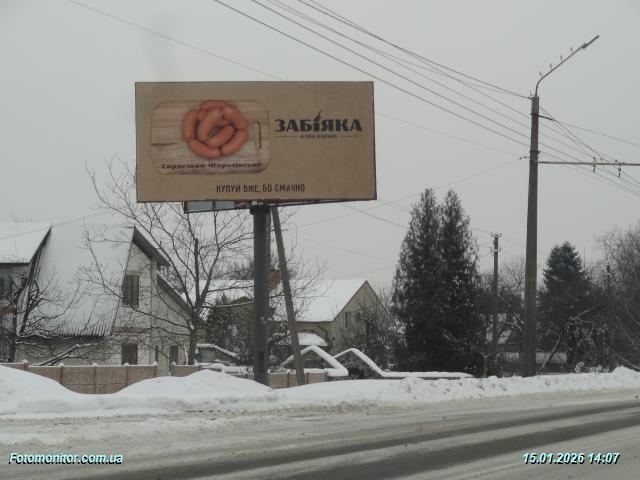 ЗАБІЯКА
Сардельки «Королівські»
КУПУЙ ВЖЕ, БО СМАЧНО
Fotomonitor.com.ua
15.01.2026 14:07